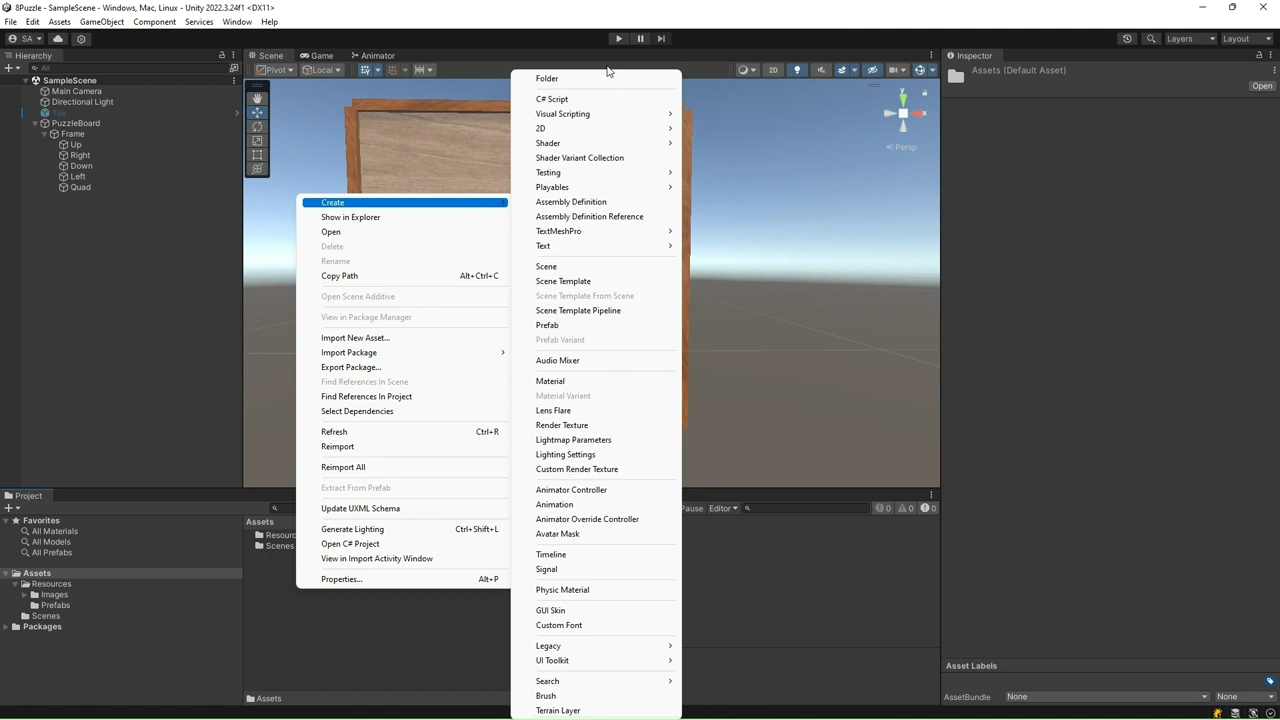 8Puzzle - SampleScene - Windows, Mac, Linux - Unity 2022.3.24f1 <DX11>
File Edit Assets GameObject Component Services Window Help
SA Layers Layout
Hierarchy Scene Game Animator Inspector
All
Pivot Local 2D
SampleScene
Main Camera
Directional Light
Tile
PuzzleBoard
Frame
Up
Right
Down
Left
Quad
Persp
Assets (Default Asset)
Open
Create
Show in Explorer
Open
Delete
Rename
Copy Path Alt+Ctrl+C
Open Scene Additive
View in Package Manager
Import New Asset...
Import Package
Export Package...
Find References In Scene
Find References In Project
Select Dependencies
Refresh Ctrl+R
Reimport
Reimport All
Extract From Prefab
Update UXML Schema
Generate Lighting Ctrl+Shift+L
Open C# Project
View in Import Activity Window
Properties... Alt+P
Folder
C# Script
Visual Scripting
2D
Shader
Shader Variant Collection
Testing
Playables
Assembly Definition
Assembly Definition Reference
TextMeshPro
Text
Scene
Scene Template
Scene Template From Scene
Scene Template Pipeline
Prefab
Prefab Variant
Audio Mixer
Material
Material Variant
Lens Flare
Render Texture
Lightmap Parameters
Lighting Settings
Custom Render Texture
Animator Controller
Animation
Animator Override Controller
Avatar Mask
Timeline
Signal
Physic Material
GUI Skin
Custom Font
Legacy
UI Toolkit
Search
Brush
Terrain Layer
Project
Favorites
All Materials
All Models
All Prefabs
Assets
Resources
Images
Prefabs
Scenes
Packages
Assets
Resourc
Scenes
Assets
Pause Editor 0 0 0
Asset Labels
AssetBundle None None